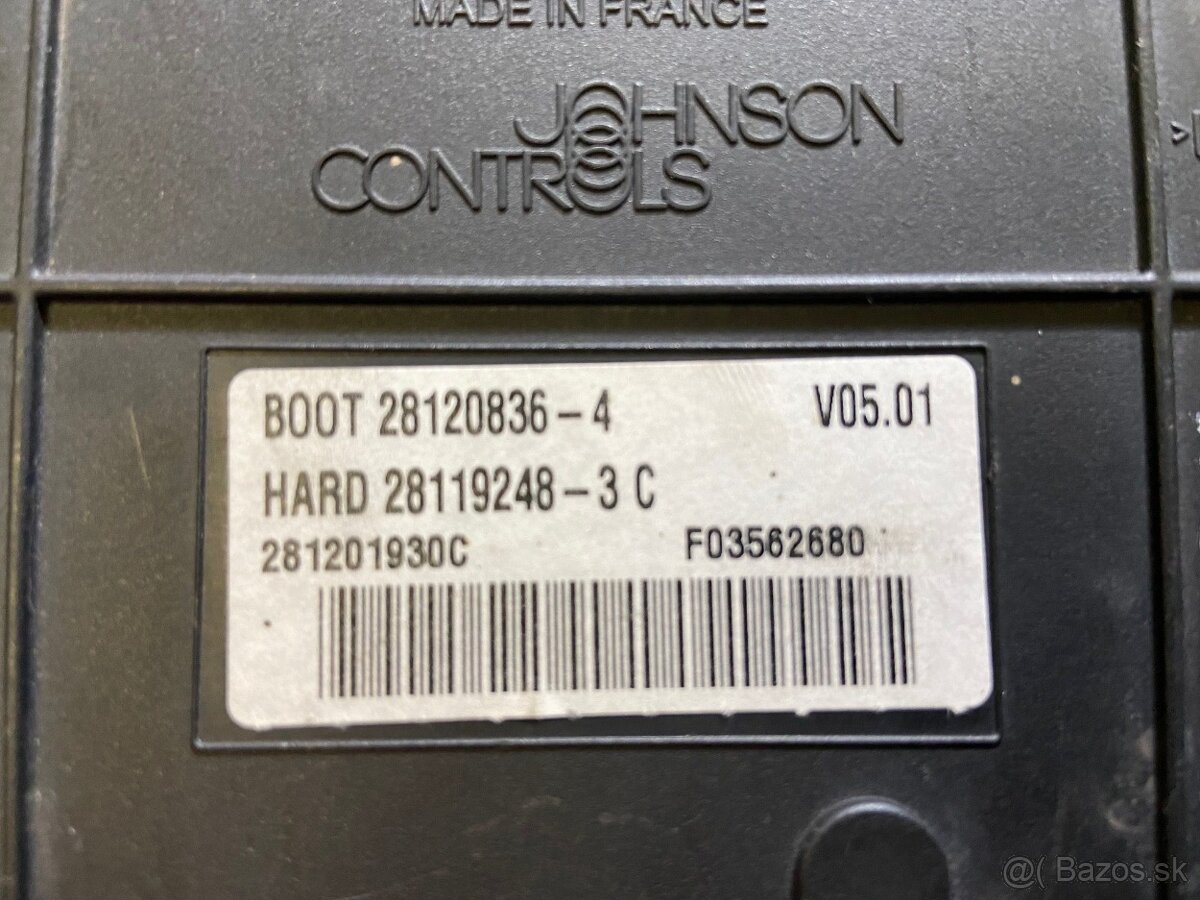 MADE IN FRANCE
JOHNSON
CONTROLS
BOOT 28120836-4 V05.01
HARD 28119248-3 C
281201930C F03562680
@( Bazos.sk